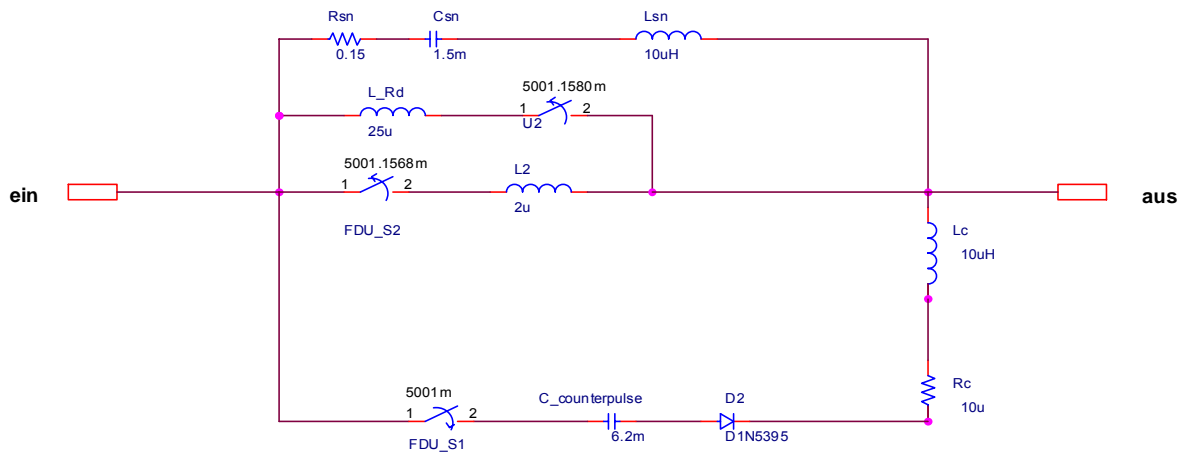 Rsn Csn Lsn
0.15 1.5m 10uH
L_Rd 5001.1580m
1 2
25u U2
5001.1568m L2
1 2
ein 2u aus
FDU_S2
Lc
10uH
5001m C_counterpulse D2 Rc
1 2 10u
FDU_S1 6.2m D1N5395